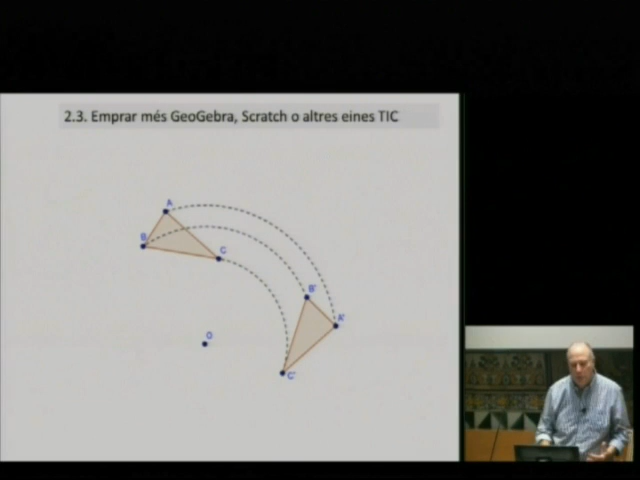 2.3. Emprar més GeoGebra, Scratch o altres eines TIC
A
B
C
B'
A'
O
C'